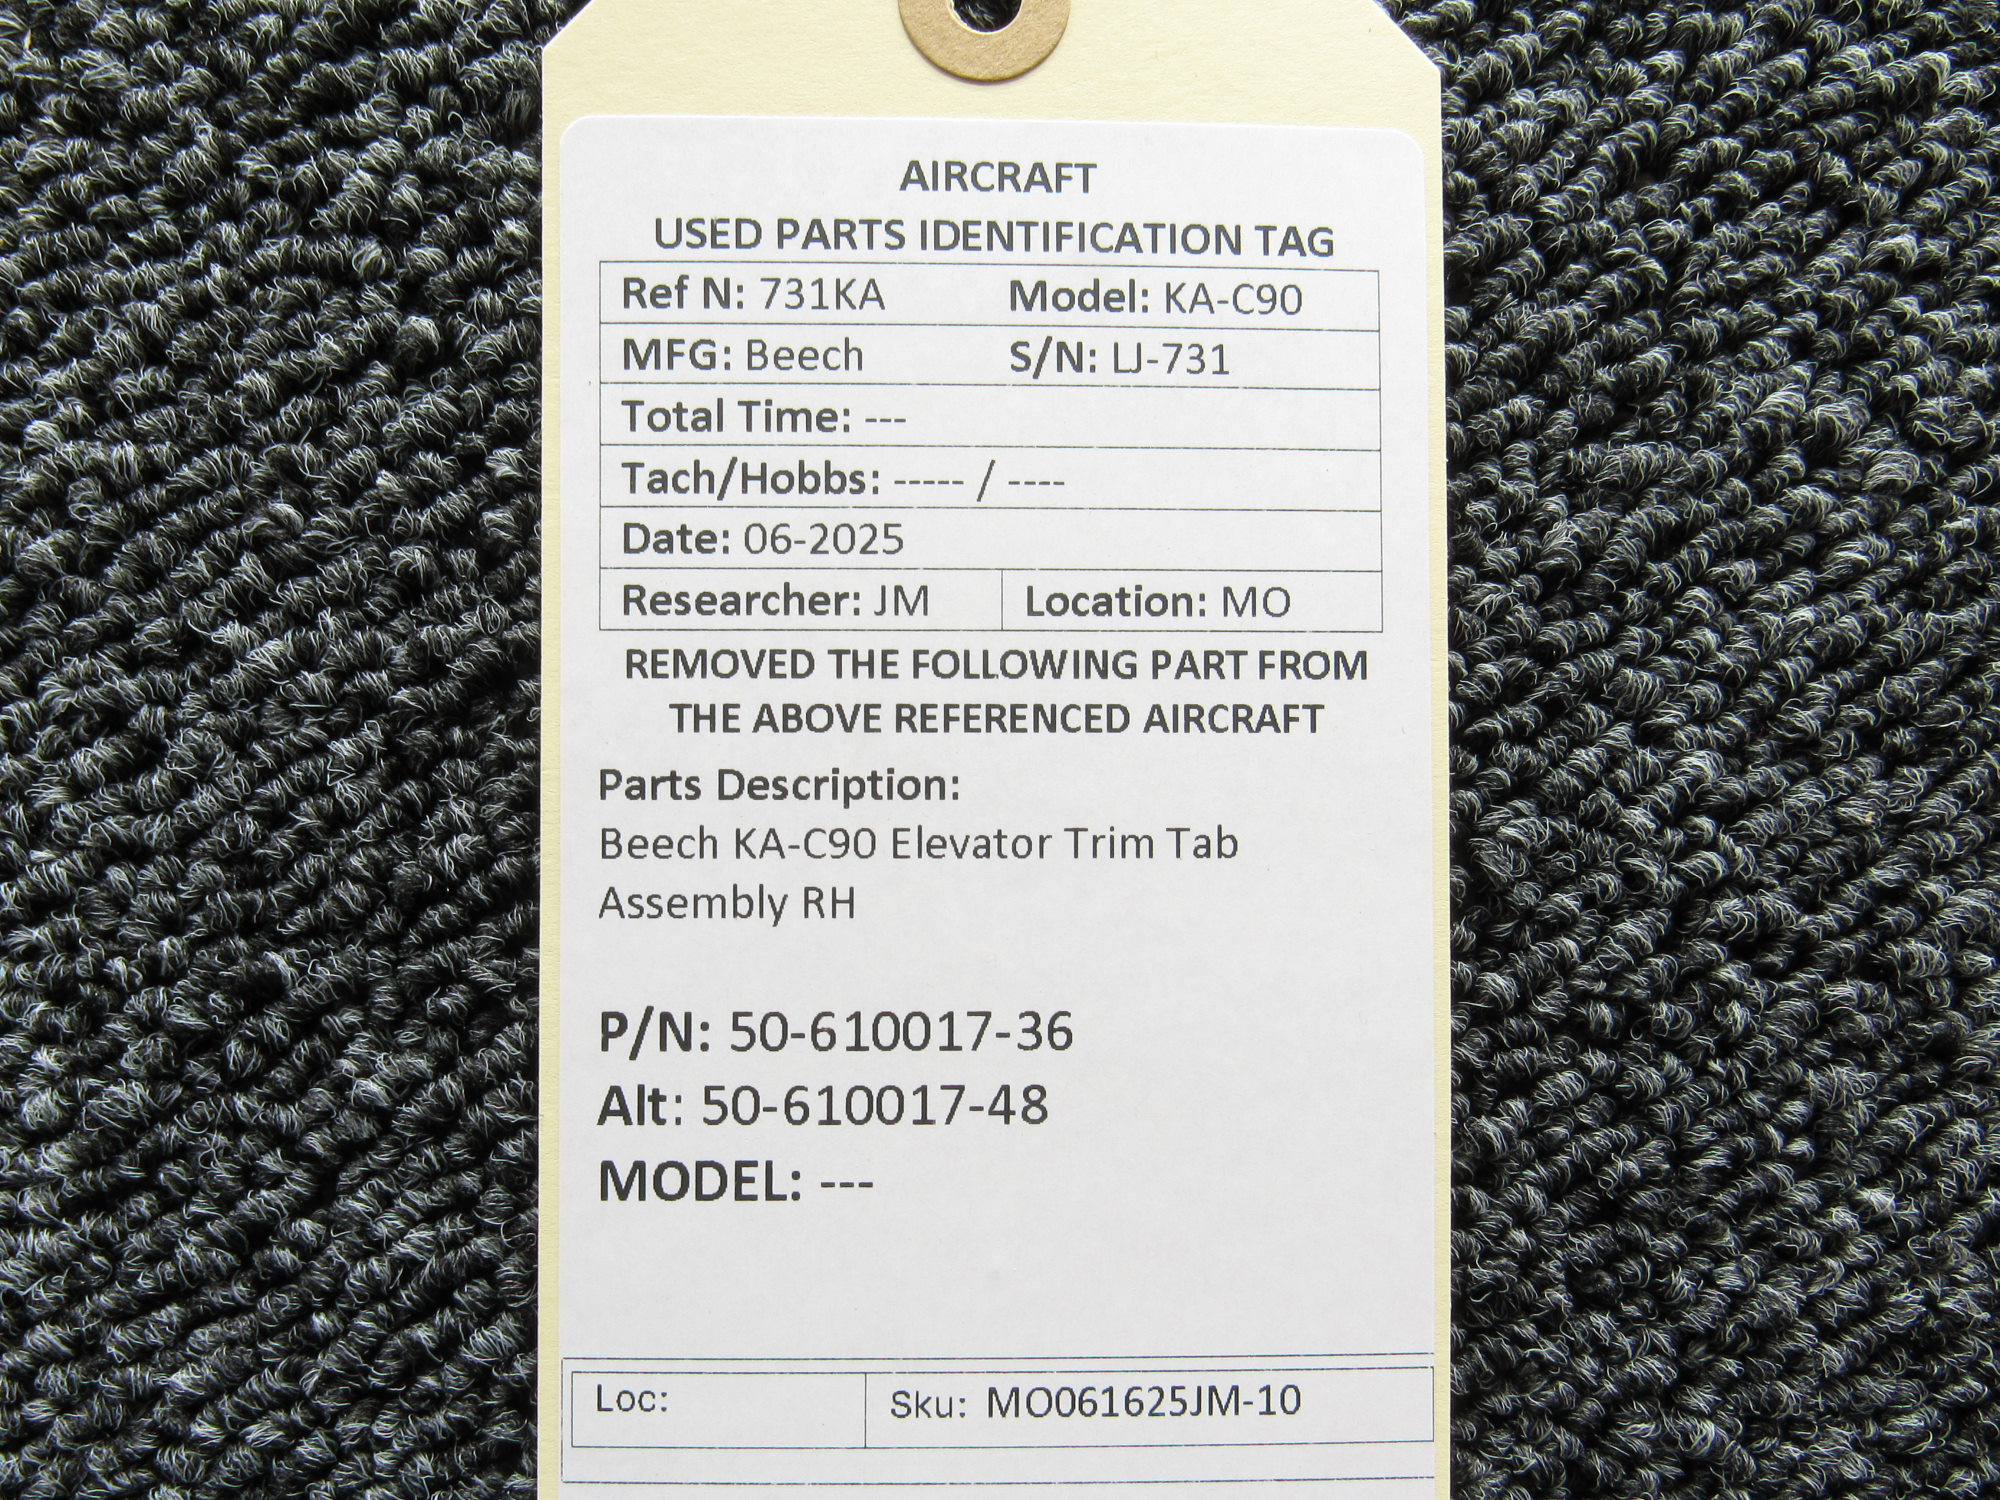 AIRCRAFT
USED PARTS IDENTIFICATION TAG
Ref N: 731KA Model: KA-C90
MFG: Beech S/N: LJ-731
Total Time: ---
Tach/Hobbs: ----- / ----
Date: 06-2025
Researcher: JM Location: MO
REMOVED THE FOLLOWING PART FROM
THE ABOVE REFERENCED AIRCRAFT
Parts Description:
Beech KA-C90 Elevator Trim Tab
Assembly RH
P/N: 50-610017-36
Alt: 50-610017-48
MODEL: ---
Loc: Sku: MO061625JM-10